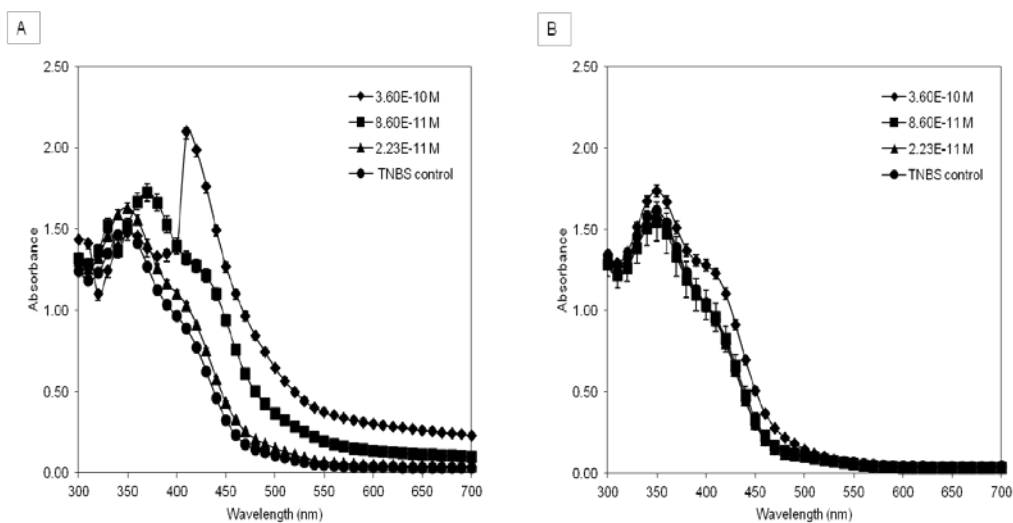 A
2.50
2.00
1.50
1.00
0.50
0.00
Absorbance
300 350 400 450 500 550 600 650 700
Wavelength (nm)
3.60E-10 M
8.60E-11 M
2.23E-11 M
TNBS control
B
2.50
2.00
1.50
1.00
0.50
0.00
Absorbance
300 350 400 450 500 550 600 650 700
Wavelength (nm)
3.60E-10 M
8.60E-11 M
2.23E-11 M
TNBS control